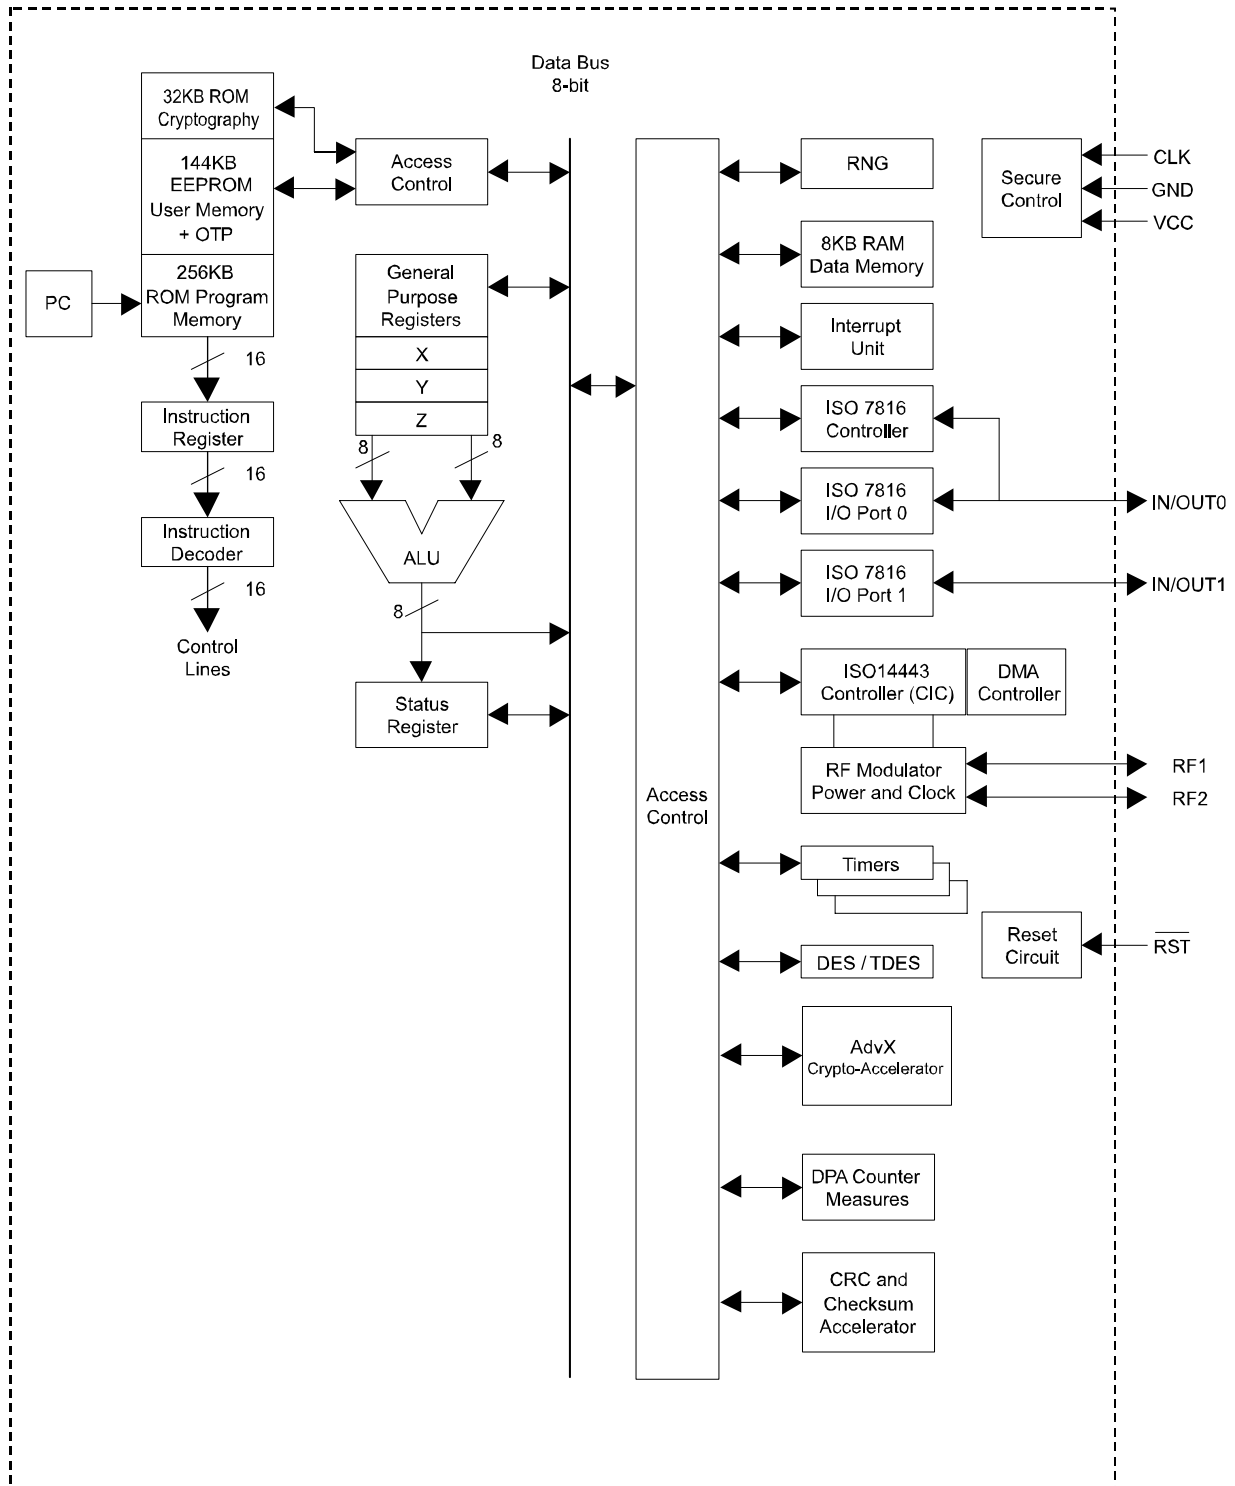 Data Bus
8-bit
32KB ROM
Cryptography
144KB
EEPROM
User Memory
+ OTP
256KB
ROM Program
Memory
PC
16
Instruction
Register
16
Instruction
Decoder
16
Control
Lines
Access
Control
General
Purpose
Registers
X
Y
Z
8
8
ALU
8
Status
Register
Access
Control
RNG
8KB RAM
Data Memory
Interrupt
Unit
ISO 7816
Controller
ISO 7816
I/O Port 0
ISO 7816
I/O Port 1
ISO14443
Controller (CIC)
DMA
Controller
RF Modulator
Power and Clock
Timers
DES / TDES
AdvX
Crypto-Accelerator
DPA Counter
Measures
CRC and
Checksum
Accelerator
Secure
Control
Reset
Circuit
CLK
GND
VCC
IN/OUT0
IN/OUT1
RF1
RF2
RST